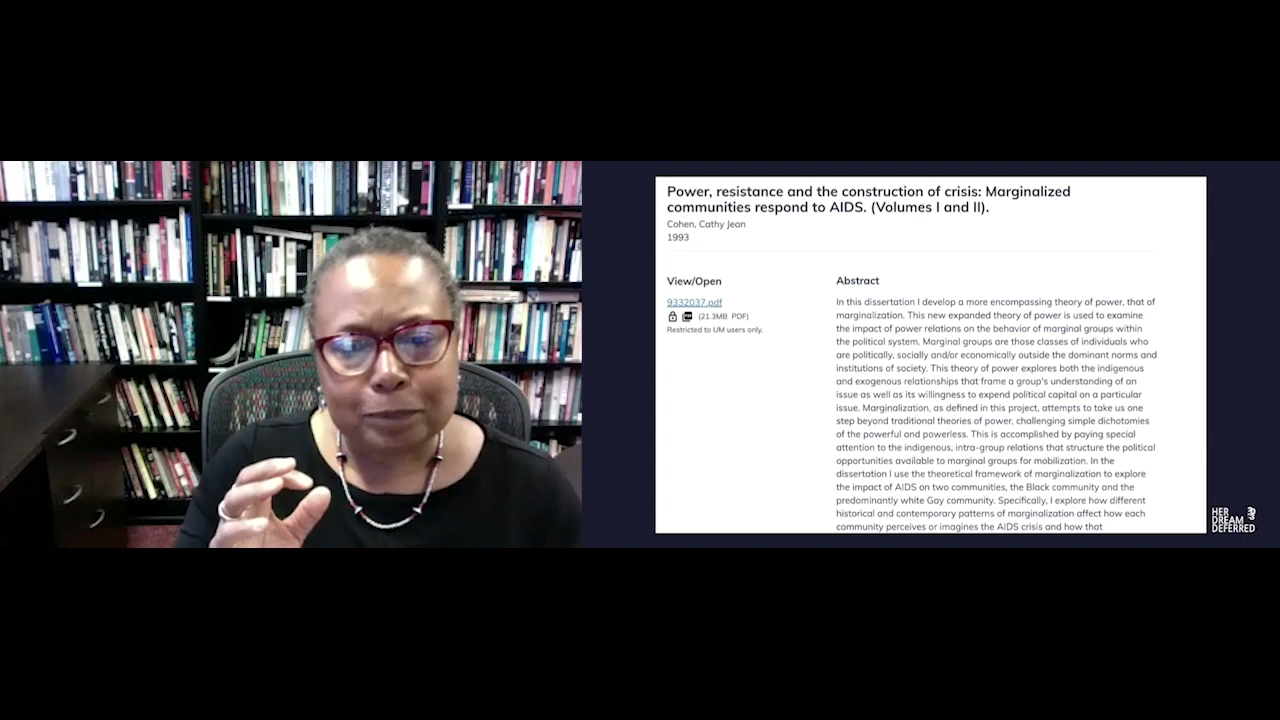 Power, resistance and the construction of crisis: Marginalized
communities respond to AIDS. (Volumes I and II).
Cohen, Cathy Jean
1993
View/Open
9332037.pdf
(21.3MB PDF)
Restricted to UM users only.
Abstract
In this dissertation I develop a more encompassing theory of power, that of
marginalization. This new expanded theory of power is used to examine
the impact of power relations on the behavior of marginal groups within
the political system. Marginal groups are those classes of individuals who
are politically, socially and/or economically outside the dominant norms and
institutions of society. This theory of power explores both the indigenous
and exogenous relationships that frame a group's understanding of an
issue as well as its willingness to expend political capital on a particular
issue. Marginalization, as defined in this project, attempts to take us one
step beyond traditional theories of power, challenging simple dichotomies
of the powerful and powerless. This is accomplished by paying special
attention to the indigenous, intra-group relations that structure the political
opportunities available to marginal groups for mobilization. In the
dissertation I use the theoretical framework of marginalization to explore
the impact of AIDS on two communities, the Black community and the
predominantly white Gay community. Specifically, I explore how different
historical and contemporary patterns of marginalization affect how each
community perceives or imagines the AIDS crisis and how that
HER
DREAM
DEFERRED